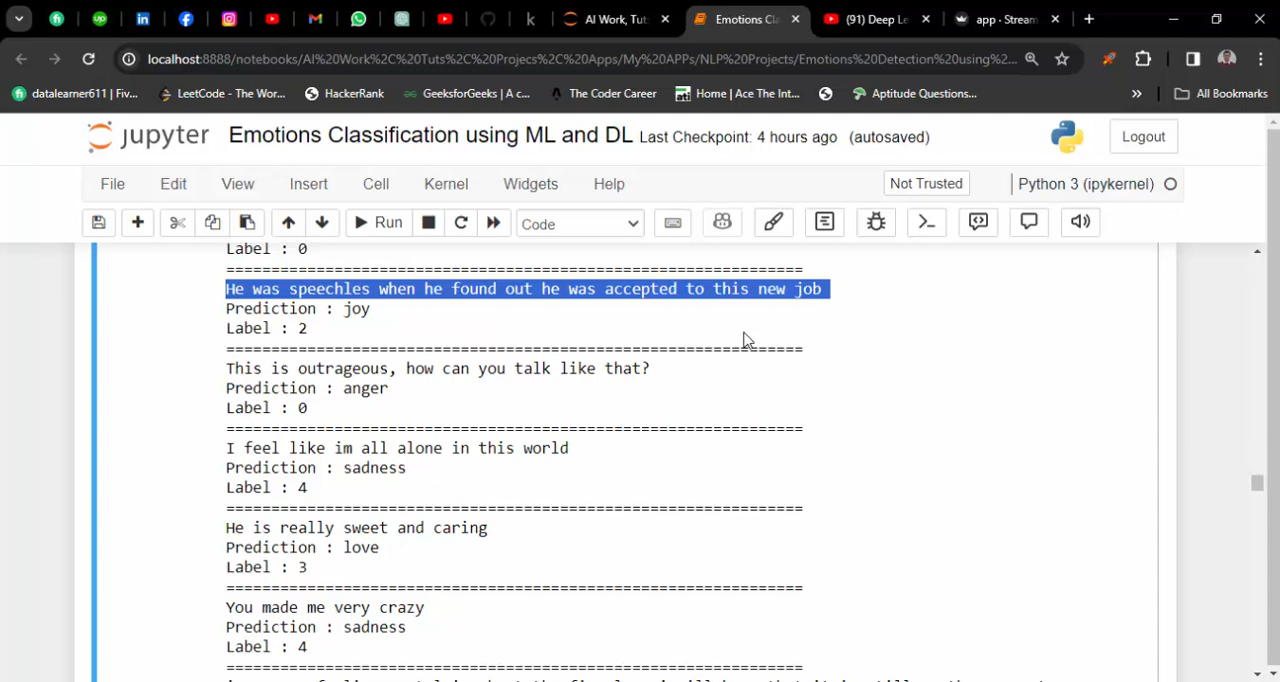 AI Work, Tut
Emotions Cl
(91) Deep Le
app · Stream
localhost:8888/notebooks/AI%20Work%2C%20Tuts%2C%20Projecs%2C%20Apps/My%20APPs/NLP%20Projects/Emotions%20Detection%20using%2...
datalearner611 | Fiv...
LeetCode - The Wor...
HackerRank
GeeksforGeeks | A c...
The Coder Career
Home | Ace The Int...
Aptitude Questions...
»
All Bookmarks
jupyter Emotions Classification using ML and DL Last Checkpoint: 4 hours ago (autosaved)
Logout
File Edit View Insert Cell Kernel Widgets Help
Not Trusted
Python 3 (ipykernel)
Run
Code
Label : 0
================================================================
He was speechles when he found out he was accepted to this new job
Prediction : joy
Label : 2
================================================================
This is outrageous, how can you talk like that?
Prediction : anger
Label : 0
================================================================
I feel like im all alone in this world
Prediction : sadness
Label : 4
================================================================
He is really sweet and caring
Prediction : love
Label : 3
================================================================
You made me very crazy
Prediction : sadness
Label : 4
================================================================